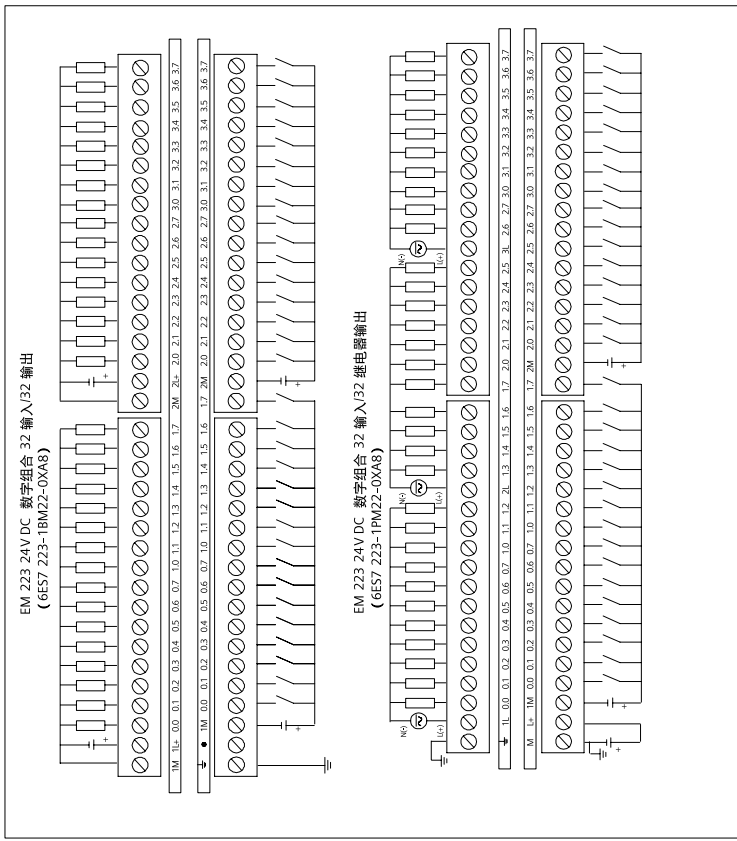 EM 223 24V DC 数字组合 32 输入/32 输出
(6ES7 223-1BM22-0XA8)
+ +
1M 1L+ 0.0 0.1 0.2 0.3 0.4 0.5 0.6 0.7 1.0 1.1 1.2 1.3 1.4 1.5 1.6 1.7 2M 2L+ 2.0 2.1 2.2 2.3 2.4 2.5 2.6 2.7 3.0 3.1 3.2 3.3 3.4 3.5 3.6 3.7
1M 0.0 0.1 0.2 0.3 0.4 0.5 0.6 0.7 1.0 1.1 1.2 1.3 1.4 1.5 1.6 1.7 2M 2.0 2.1 2.2 2.3 2.4 2.5 2.6 2.7 3.0 3.1 3.2 3.3 3.4 3.5 3.6 3.7
+ +
EM 223 24V DC 数字组合 32 输入/32 继电器输出
(6ES7 223-1PM22-0XA8)
N(-) N(-) N(-)
L(+) L(+) L(+)
1L 0.0 0.1 0.2 0.3 0.4 0.5 0.6 0.7 1.0 1.1 1.2 2L 1.3 1.4 1.5 1.6 1.7 2.0 2.1 2.2 2.3 2.4 2.5 3L 2.6 2.7 3.0 3.1 3.2 3.3 3.4 3.5 3.6 3.7
M L+ 1M 0.0 0.1 0.2 0.3 0.4 0.5 0.6 0.7 1.0 1.1 1.2 1.3 1.4 1.5 1.6 1.7 2M 2.0 2.1 2.2 2.3 2.4 2.5 2.6 2.7 3.0 3.1 3.2 3.3 3.4 3.5 3.6 3.7
+ + +